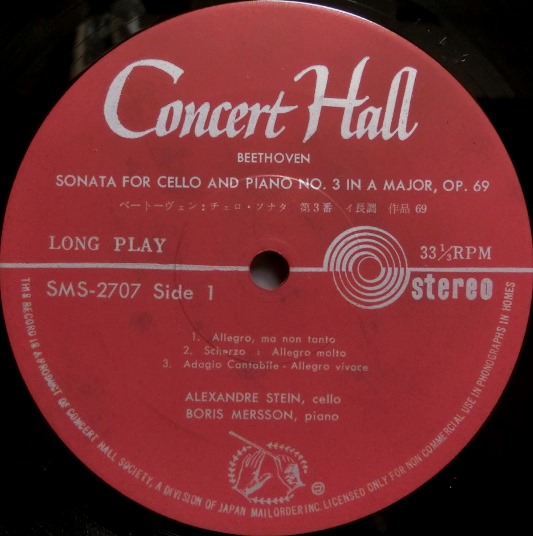 Concert Hall
BEETHOVEN
SONATA FOR CELLO AND PIANO NO. 3 IN A MAJOR, OP. 69
ベートーヴェン：チェロ・ソナタ 第3番 イ長調 作品 69
LONG PLAY
33 1/3 RPM
SMS-2707 Side 1
stereo
1. Allegro, ma non tanto
2. Scherzo : Allegro molto
3. Adagio Cantabile - Allegro vivace
ALEXANDRE STEIN, cello
BORIS MERSSON, piano
THIS RECORD IS A PRODUCT OF CONCERT HALL SOCIETY, A DIVISION OF JAPAN MAILORDER INC. LICENSED ONLY FOR NON COMMERCIAL USE IN PHONOGRAPHS IN HOMES